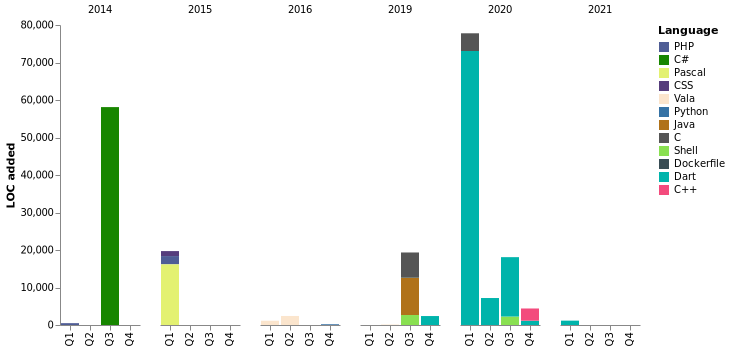 2014 2015 2016 2019 2020 2021
LOC added
80,000
70,000
60,000
50,000
40,000
30,000
20,000
10,000
0
Q1 Q2 Q3 Q4 Q1 Q2 Q3 Q4 Q1 Q2 Q3 Q4 Q1 Q2 Q3 Q4 Q1 Q2 Q3 Q4 Q1 Q2 Q3 Q4
Language
PHP
C#
Pascal
CSS
Vala
Python
Java
C
Shell
Dockerfile
Dart
C++